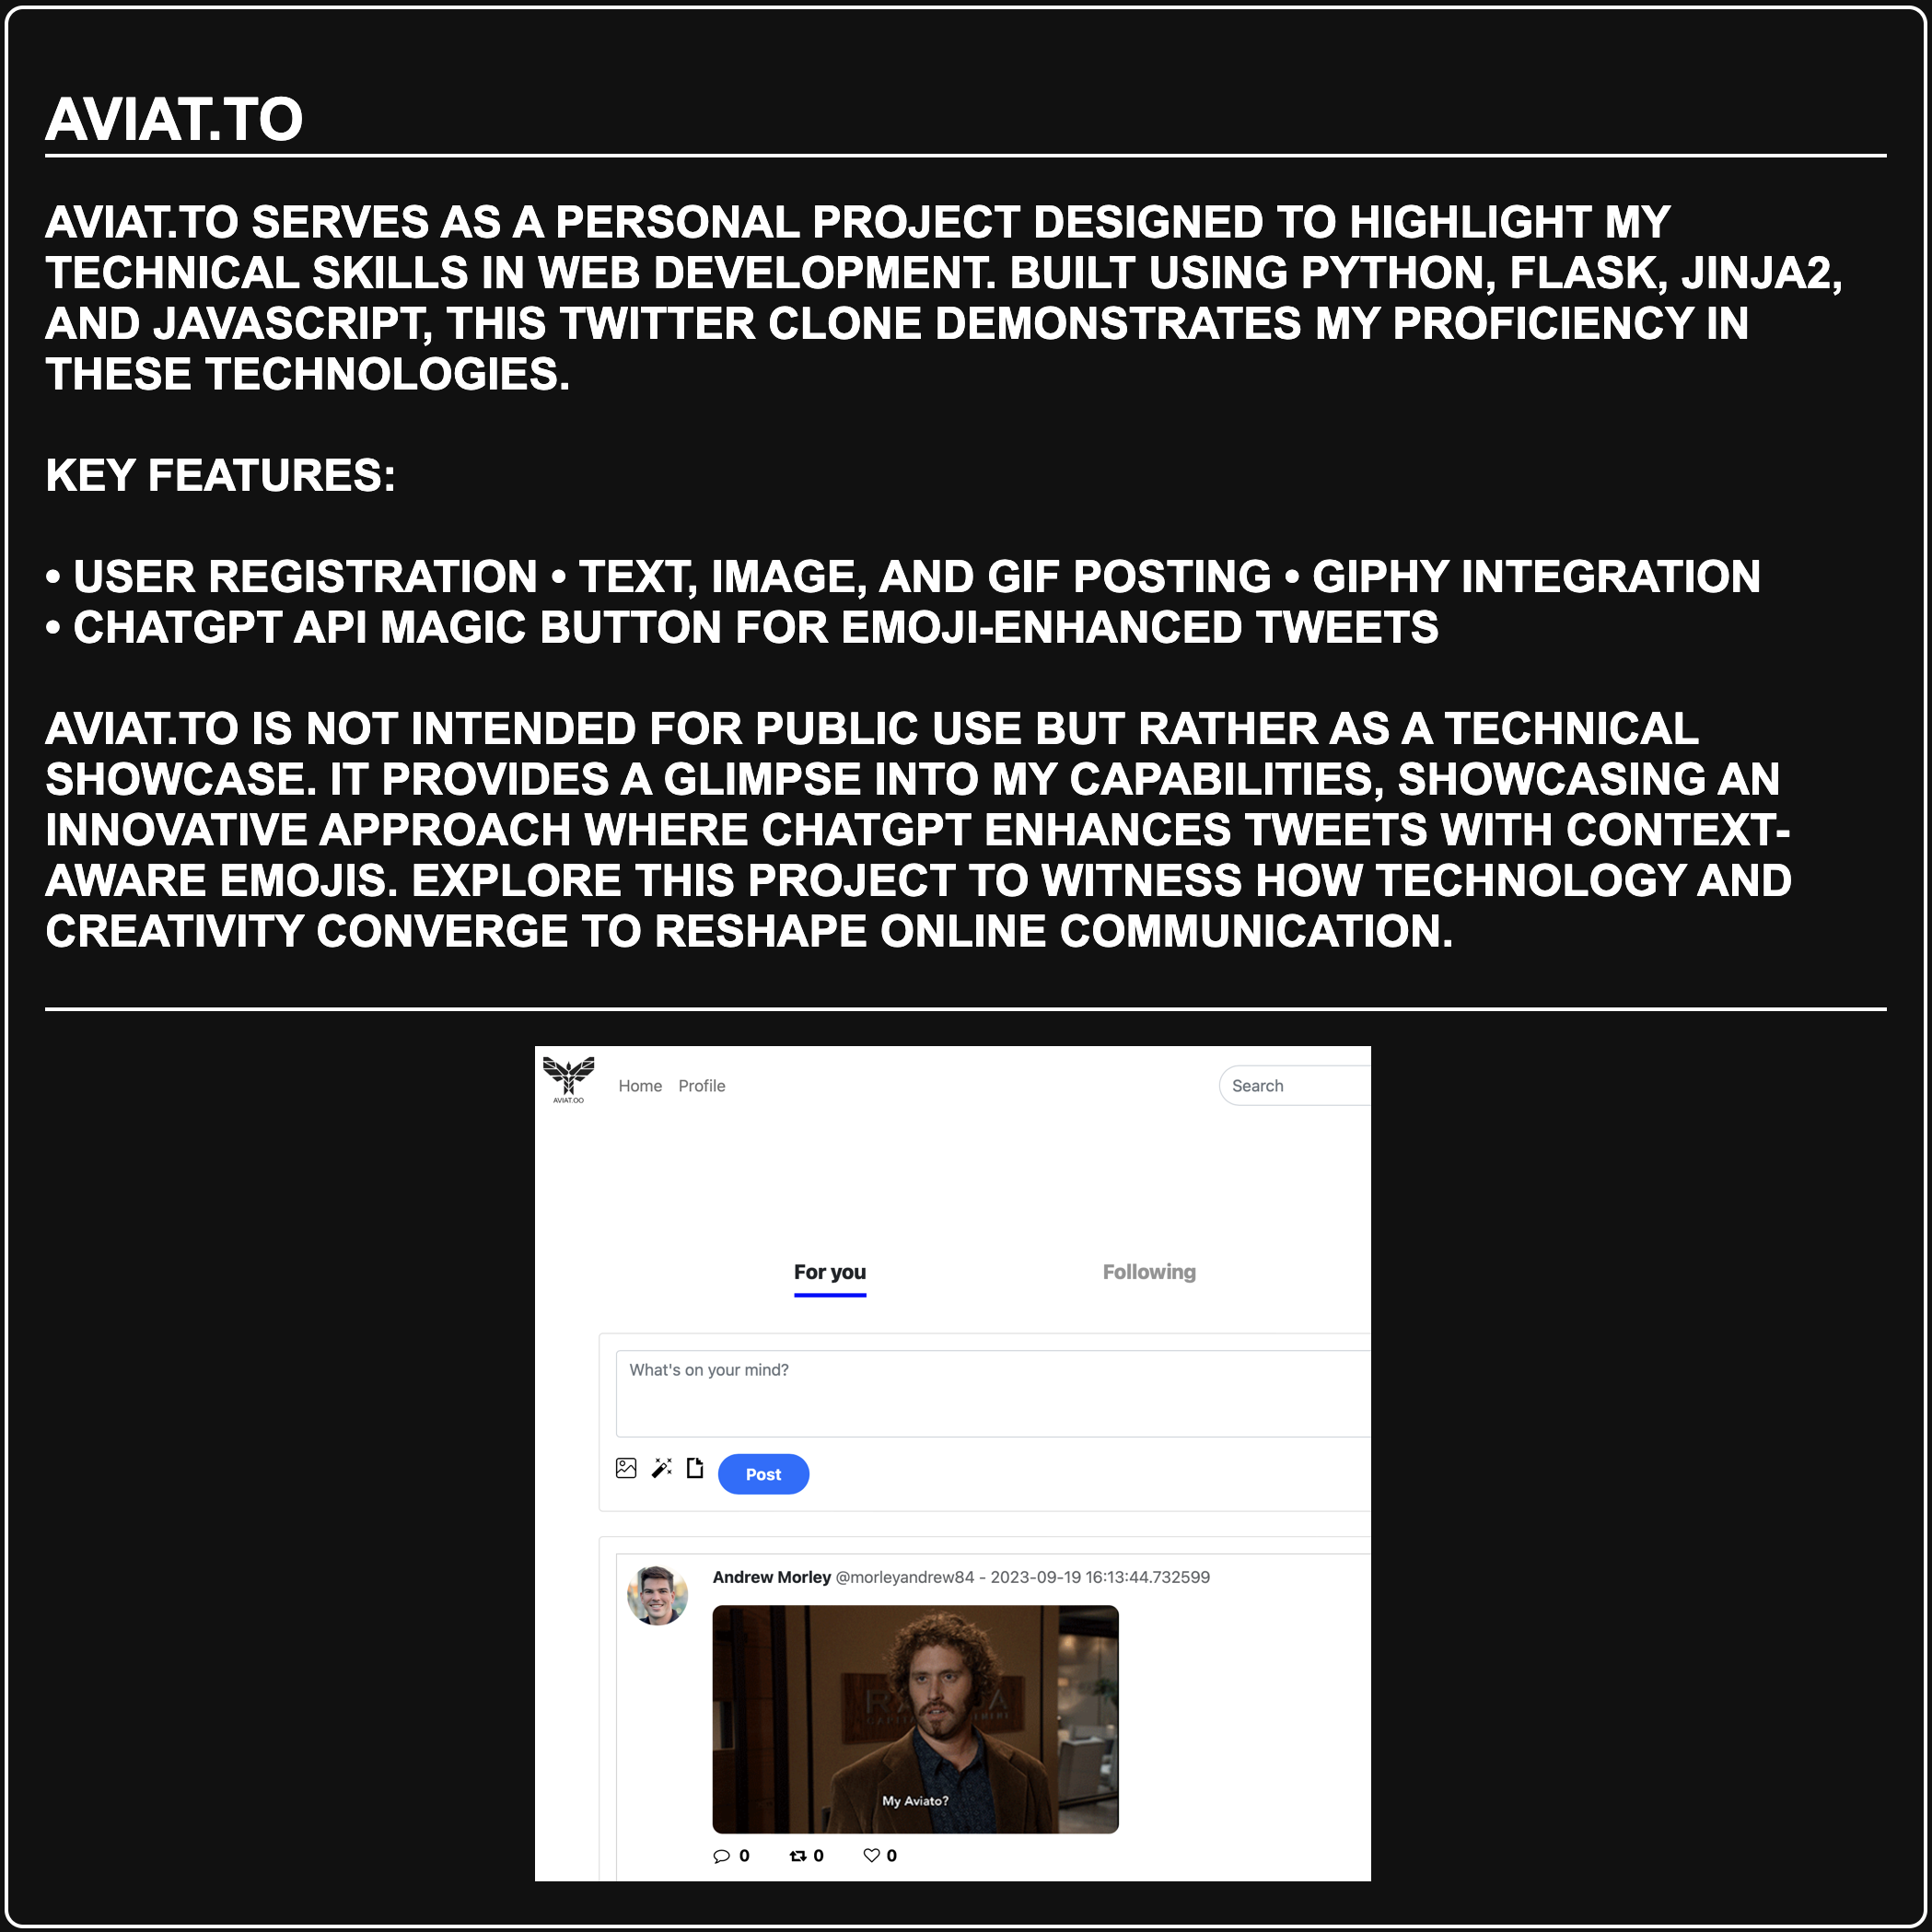 AVIAT.TO
AVIAT.TO SERVES AS A PERSONAL PROJECT DESIGNED TO HIGHLIGHT MY
TECHNICAL SKILLS IN WEB DEVELOPMENT. BUILT USING PYTHON, FLASK, JINJA2,
AND JAVASCRIPT, THIS TWITTER CLONE DEMONSTRATES MY PROFICIENCY IN
THESE TECHNOLOGIES.
KEY FEATURES:
• USER REGISTRATION • TEXT, IMAGE, AND GIF POSTING • GIPHY INTEGRATION
• CHATGPT API MAGIC BUTTON FOR EMOJI-ENHANCED TWEETS
AVIAT.TO IS NOT INTENDED FOR PUBLIC USE BUT RATHER AS A TECHNICAL
SHOWCASE. IT PROVIDES A GLIMPSE INTO MY CAPABILITIES, SHOWCASING AN
INNOVATIVE APPROACH WHERE CHATGPT ENHANCES TWEETS WITH CONTEXT-
AWARE EMOJIS. EXPLORE THIS PROJECT TO WITNESS HOW TECHNOLOGY AND
CREATIVITY CONVERGE TO RESHAPE ONLINE COMMUNICATION.
AVIAT.OO
Home Profile Search
For you Following
What's on your mind?
Post
Andrew Morley @morleyandrew84 - 2023-09-19 16:13:44.732599
My Aviato?
0 0 0